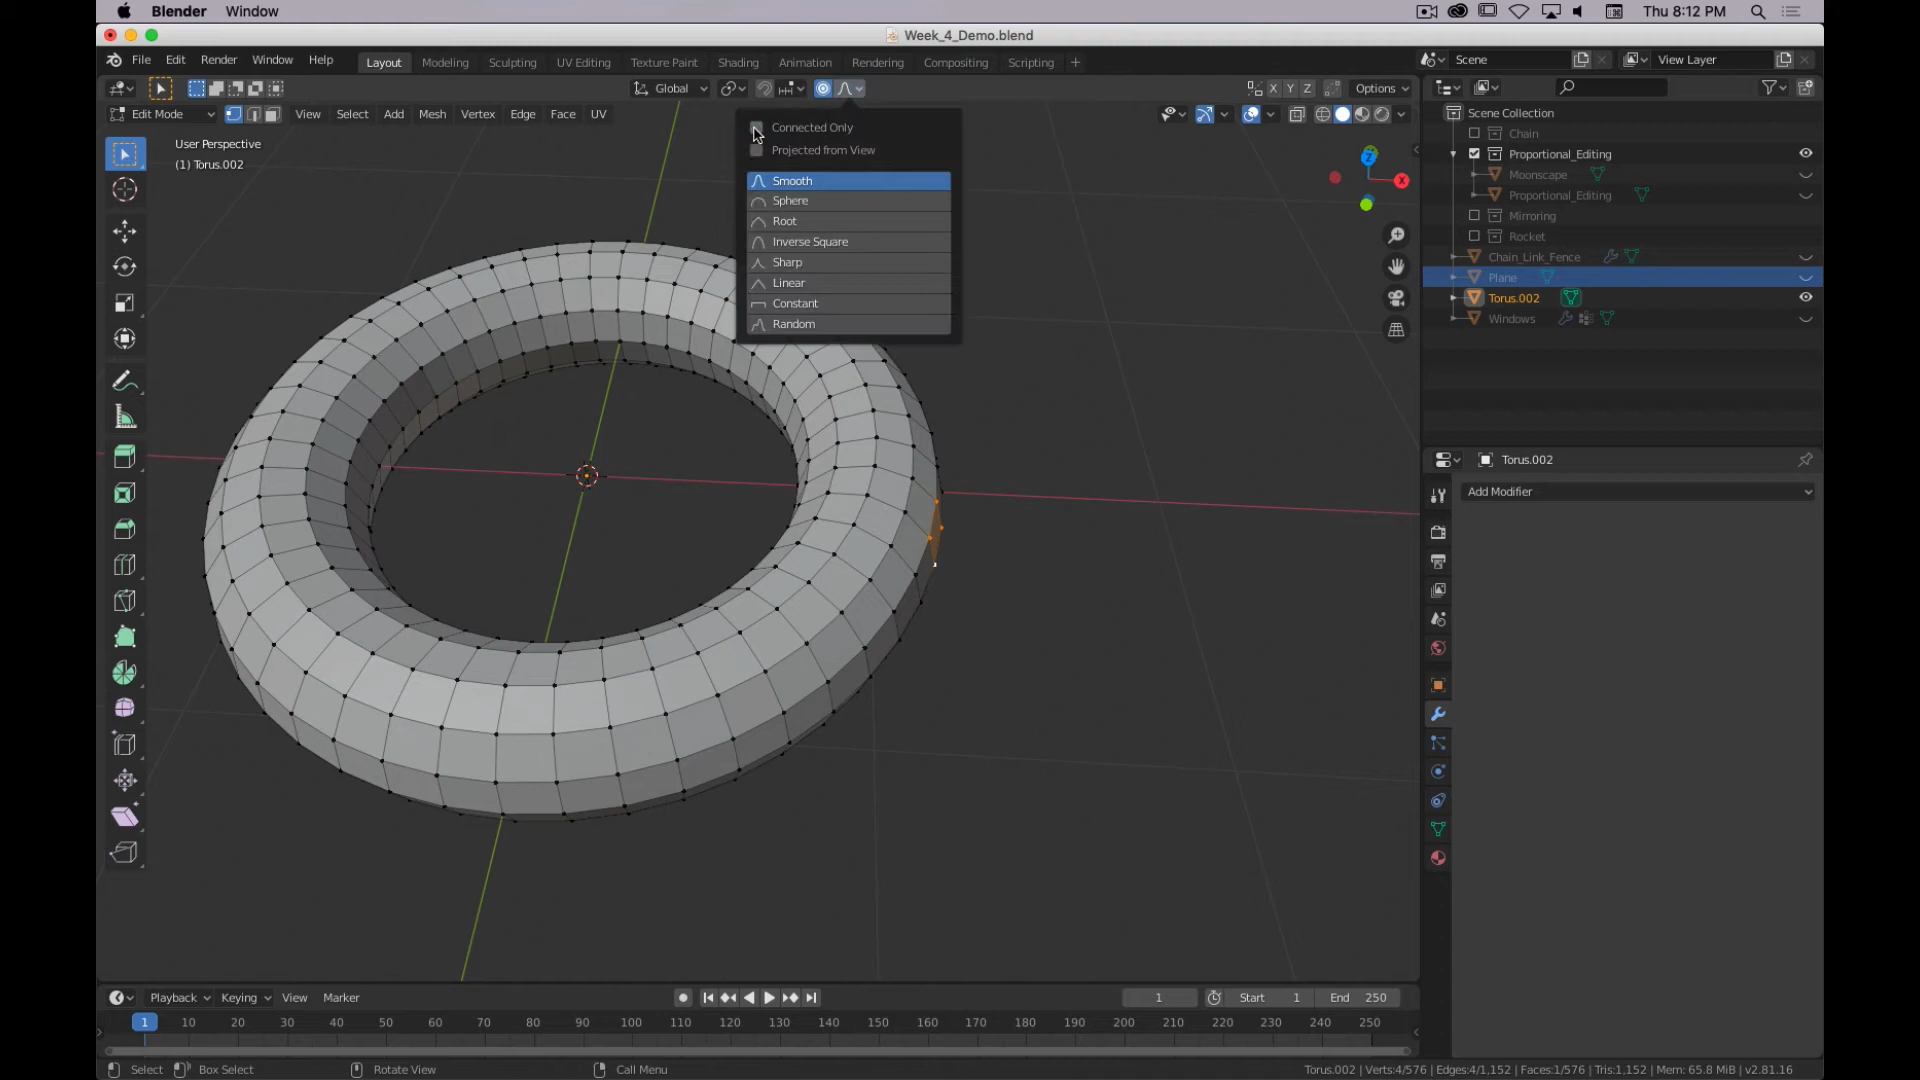 Blender Window Thu 8:12 PM
Week_4_Demo.blend
File Edit Render Window Help Layout Modeling Sculpting UV Editing Texture Paint Shading Animation Rendering Compositing Scripting + Scene View Layer
Global X Y Z Options
Edit Mode View Select Add Mesh Vertex Edge Face UV
User Perspective
(1) Torus.002
Connected Only
Projected from View
Smooth
Sphere
Root
Inverse Square
Sharp
Linear
Constant
Random
Z
X
Scene Collection
Chain
Proportional_Editing
Moonscape
Proportional_Editing
Mirroring
Rocket
Chain_Link_Fence
Plane
Torus.002
Windows
Torus.002
Add Modifier
Playback Keying View Marker 1 Start 1 End 250
1 10 20 30 40 50 60 70 80 90 100 110 120 130 140 150 160 170 180 190 200 210 220 230 240 250
Select Box Select Rotate View Call Menu Torus.002 | Verts:4/576 | Edges:4/1,152 | Faces:1/576 | Tris:1,152 | Mem: 65.8 MiB | v2.81.16